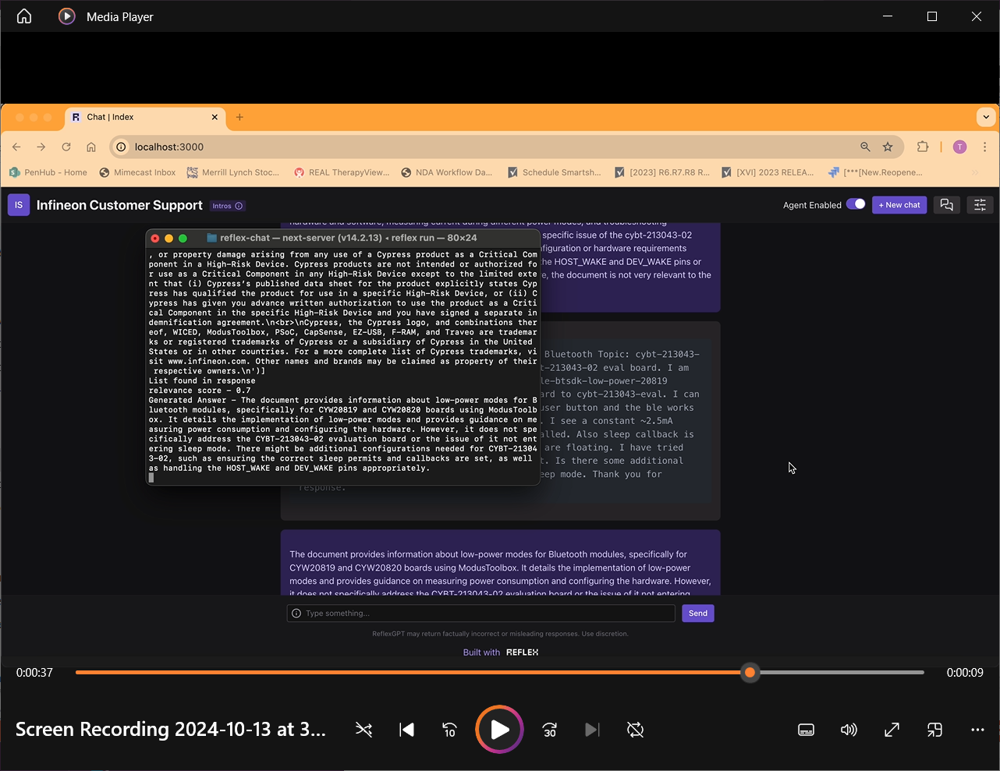 Media Player
Chat | Index
localhost:3000
PenHub - Home
Mimecast Inbox
Merrill Lynch Stoc...
REAL TherapyView...
NDA Workflow Da...
Schedule Smartsh...
[2023] R6.R7.R8 R...
[XVI] 2023 RELEA...
[***[New.Reopene...
T
IS
Infineon Customer Support
Intros
Agent Enabled
+ New chat
hardware and software, measuring current during different power modes, and troubleshooting
specific issue of the cybt-213043-02
figuration or hardware requirements
he HOST_WAKE and DEV_WAKE pins or
e, the document is not very relevant to the
reflex-chat — next-server (v14.2.13) • reflex run — 80×24
, or property damage arising from any use of a Cypress product as a Critical Com
ponent in a High-Risk Device. Cypress products are not intended or authorized fo
r use as a Critical Component in any High-Risk Device except to the limited exte
nt that (i) Cypress's published data sheet for the product explicitly states Cyp
ress has qualified the product for use in a specific High-Risk Device, or (ii) C
ypress has given you advance written authorization to use the product as a Criti
cal Component in the specific High-Risk Device and you have signed a separate in
demnification agreement.\n<br>\nCypress, the Cypress logo, and combinations ther
eof, WICED, ModusToolbox, PSoC, CapSense, EZ-USB, F-RAM, and Traveo are trademar
ks or registered trademarks of Cypress or a subsidiary of Cypress in the United
States or in other countries. For a more complete list of Cypress trademarks, vi
sit www.infineon.com. Other names and brands may be claimed as property of their
respective owners.\n')]
List found in response
relevance score - 0.7
Generated Answer - The document provides information about low-power modes for B
luetooth modules, specifically for CYW20819 and CYW20820 boards using ModusToolb
ox. It details the implementation of low-power modes and provides guidance on me
asuring power consumption and configuring the hardware. However, it does not spe
cifically address the CYBT-213043-02 evaluation board or the issue of it not ent
ering sleep mode. There might be additional configurations needed for CYBT-21304
3-02, such as ensuring the correct sleep permits and callbacks are set, as well
as handling the HOST_WAKE and DEV_WAKE pins appropriately.
Bluetooth Topic: cybt-213043-
t-213043-02 eval board. I am
le-btsdk-low-power-20819
ard to cybt-213043-eval. I can
user button and the ble works
. I see a constant ~2.5mA
alled. Also sleep callback is
are floating. I have tried
t. Is there some additional
eep mode. Thank you for
response.
The document provides information about low-power modes for Bluetooth modules, specifically for
CYW20819 and CYW20820 boards using ModusToolbox. It details the implementation of low-power
modes and provides guidance on measuring power consumption and configuring the hardware. However,
it does not specifically address the CYBT-213043-02 evaluation board or the issue of it not entering
Type something...
Send
ReflexGPT may return factually incorrect or misleading responses. Use discretion.
Built with REFLEX
0:00:37
0:00:09
Screen Recording 2024-10-13 at 3...
10
30